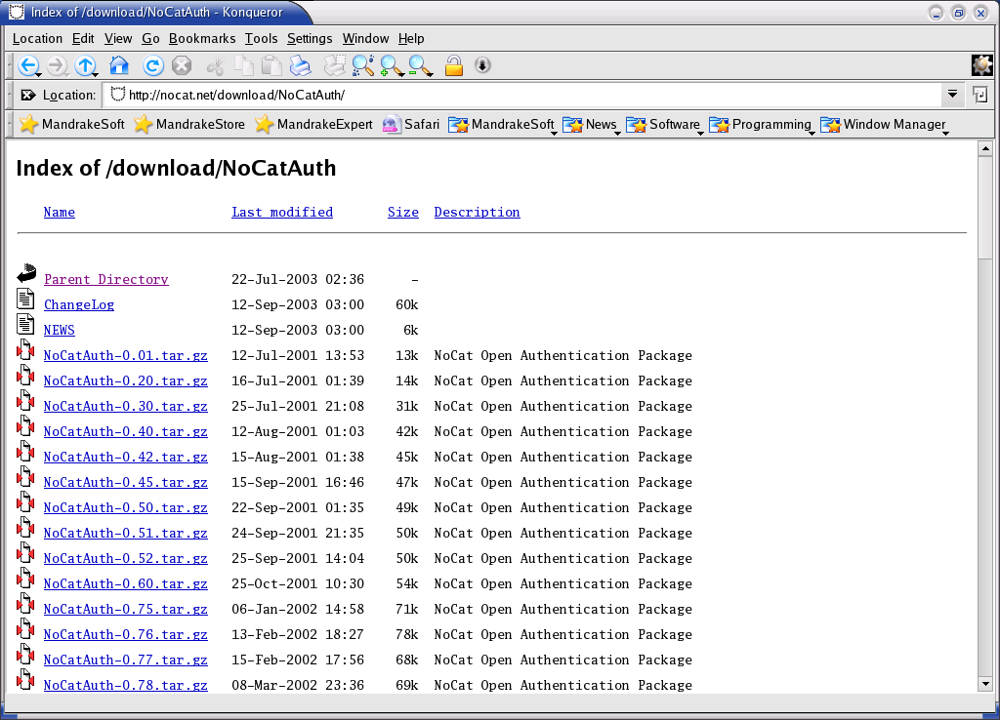 Index of /download/NoCatAuth - Konqueror
Location Edit View Go Bookmarks Tools Settings Window Help
Location: http://nocat.net/download/NoCatAuth/
MandrakeSoft MandrakeStore MandrakeExpert Safari MandrakeSoft News Software Programming Window Manager
Index of /download/NoCatAuth
Name Last modified Size Description
Parent Directory 22-Jul-2003 02:36 -
ChangeLog 12-Sep-2003 03:00 60k
NEWS 12-Sep-2003 03:00 6k
NoCatAuth-0.01.tar.gz 12-Jul-2001 13:53 13k NoCat Open Authentication Package
NoCatAuth-0.20.tar.gz 16-Jul-2001 01:39 14k NoCat Open Authentication Package
NoCatAuth-0.30.tar.gz 25-Jul-2001 21:08 31k NoCat Open Authentication Package
NoCatAuth-0.40.tar.gz 12-Aug-2001 01:03 42k NoCat Open Authentication Package
NoCatAuth-0.42.tar.gz 15-Aug-2001 01:38 45k NoCat Open Authentication Package
NoCatAuth-0.45.tar.gz 15-Sep-2001 16:46 47k NoCat Open Authentication Package
NoCatAuth-0.50.tar.gz 22-Sep-2001 01:35 49k NoCat Open Authentication Package
NoCatAuth-0.51.tar.gz 24-Sep-2001 21:35 50k NoCat Open Authentication Package
NoCatAuth-0.52.tar.gz 25-Sep-2001 14:04 50k NoCat Open Authentication Package
NoCatAuth-0.60.tar.gz 25-Oct-2001 10:30 54k NoCat Open Authentication Package
NoCatAuth-0.75.tar.gz 06-Jan-2002 14:58 71k NoCat Open Authentication Package
NoCatAuth-0.76.tar.gz 13-Feb-2002 18:27 78k NoCat Open Authentication Package
NoCatAuth-0.77.tar.gz 15-Feb-2002 17:56 68k NoCat Open Authentication Package
NoCatAuth-0.78.tar.gz 08-Mar-2002 23:36 69k NoCat Open Authentication Package